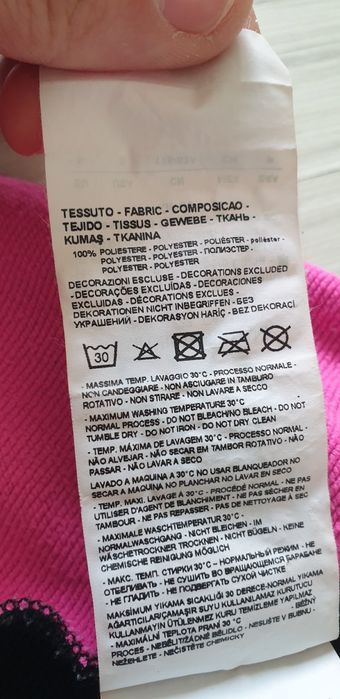 TESSUTO - FABRIC - COMPOSICAO -
TEJIDO - TISSUS - GEWEBE - ТКАНЬ -
KUMAŞ - TKANINA
100% POLIESTERE - POLYESTER - POLIÉSTER - poliéster -
POLYESTER - POLYESTER - ПОЛИЭСТЕР -
POLYESTER - POLYESTER
DECORAZIONI ESCLUSE - DECORATIONS EXCLUDED
- DECORAÇÕES EXCLUÍDAS - DECORACIONES
EXCLUIDAS - DÉCORATIONS EXCLUES -
DEKORATIONEN NICHT INBEGRIFFEN - БЕЗ
УКРАШЕНИЙ - DEKORASYON HARİÇ - BEZ DEKORACJI
30
- MASSIMA TEMP. LAVAGGIO 30°C - PROCESSO NORMALE -
NON CANDEGGIARE - NON ASCIUGARE IN TAMBURO
ROTATIVO - NON STIRARE - NON LAVARE A SECCO
- MAXIMUM WASHING TEMPERATURE 30°C
NORMAL PROCESS - DO NOT BLEACHING BLEACH - DO NOT
TUMBLE DRY - DO NOT IRON - DO NOT DRY CLEAN
- TEMP. MÁXIMA DE LAVAGEM 30°C - PROCESSO NORMAL -
NÃO ALVEJAR - NÃO SECAR EM TAMBOR ROTATIVO - NÃO
PASSAR - NÃO LAVAR A SECO
LAVADO A MAQUINA A 30°C NO USAR BLANQUEADOR NO
SECAR A MAQUINA NO PLANCHAR NO LAVAR EN SECO
- TEMP. MAXI. LAVAGE À 30°C - PROCÉDÉ NORMAL - NE PAS
UTILISER D'AGENT DE BLANCHIMENT - NE PAS SÉCHER EN
TAMBOUR - NE PAS REPASSER - PAS DE NETTOYAGE À SEC
- MAXIMALE WASCHTEMPERATUR 30°C -
NORMALWASCHGANG - NICHT BLEICHEN - IM
WÄSCHETROCKNER TROCKNEN - NICHT BÜGELN - KEINE
CHEMISCHE REINIGUNG MÖGLICH
- МАКС. ТЕМП. СТИРКИ 30°C – НОРМАЛЬНЫЙ РЕЖИМ - НЕ
ОТБЕЛИВАТЬ - НЕ СУШИТЬ ВО ВРАЩАЮЩЕМСЯ БАРАБАНЕ
- НЕ ГЛАДИТЬ - НЕ ПОДВЕРГАТЬ СУХОЙ ЧИСТКЕ
MAKSİMUM YIKAMA SICAKLIĞI 30 DERECE-NORMAL YIKAMA
AĞARTICILAR/ÇAMAŞIR SUYU KULLANILAMAZ KURUTUCU
KULLANMAYIN ÜTÜLENMEZ KURU TEMİZLEME YAPILMAZ
- MAXIMÁLNÍ TEPLOTA PRANÍ 30°C - BĚŽNÝ
PROCES - NEBĚLIT/ŽÁDNÉ BĚLIDLO - NESUŠTE V BUBNU -
NEŽEHLETE - NEČISTĚTE CHEMICKY